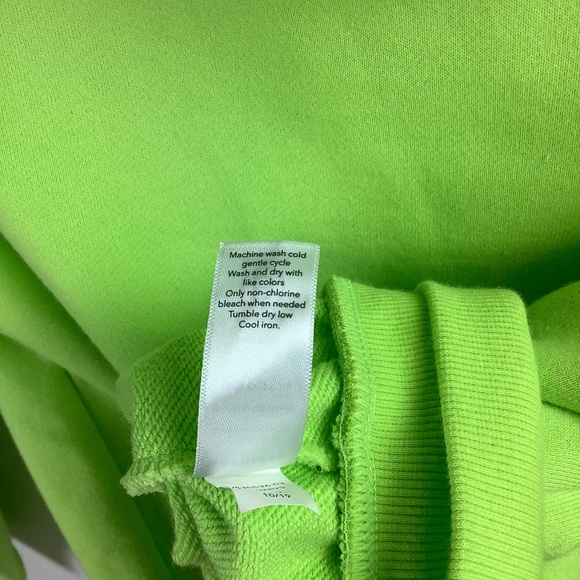 Machine wash cold
gentle cycle
Wash and dry with
like colors
Only non-chlorine
bleach when needed
Tumble dry low
Cool iron.
10/19